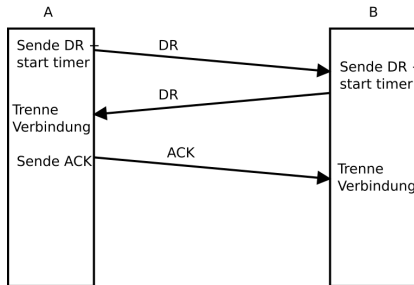 A
B
Sende DR +
start timer
DR
Sende DR -
start timer
DR
Trenne
Verbindung
Sende ACK
ACK
Trenne
Verbindung